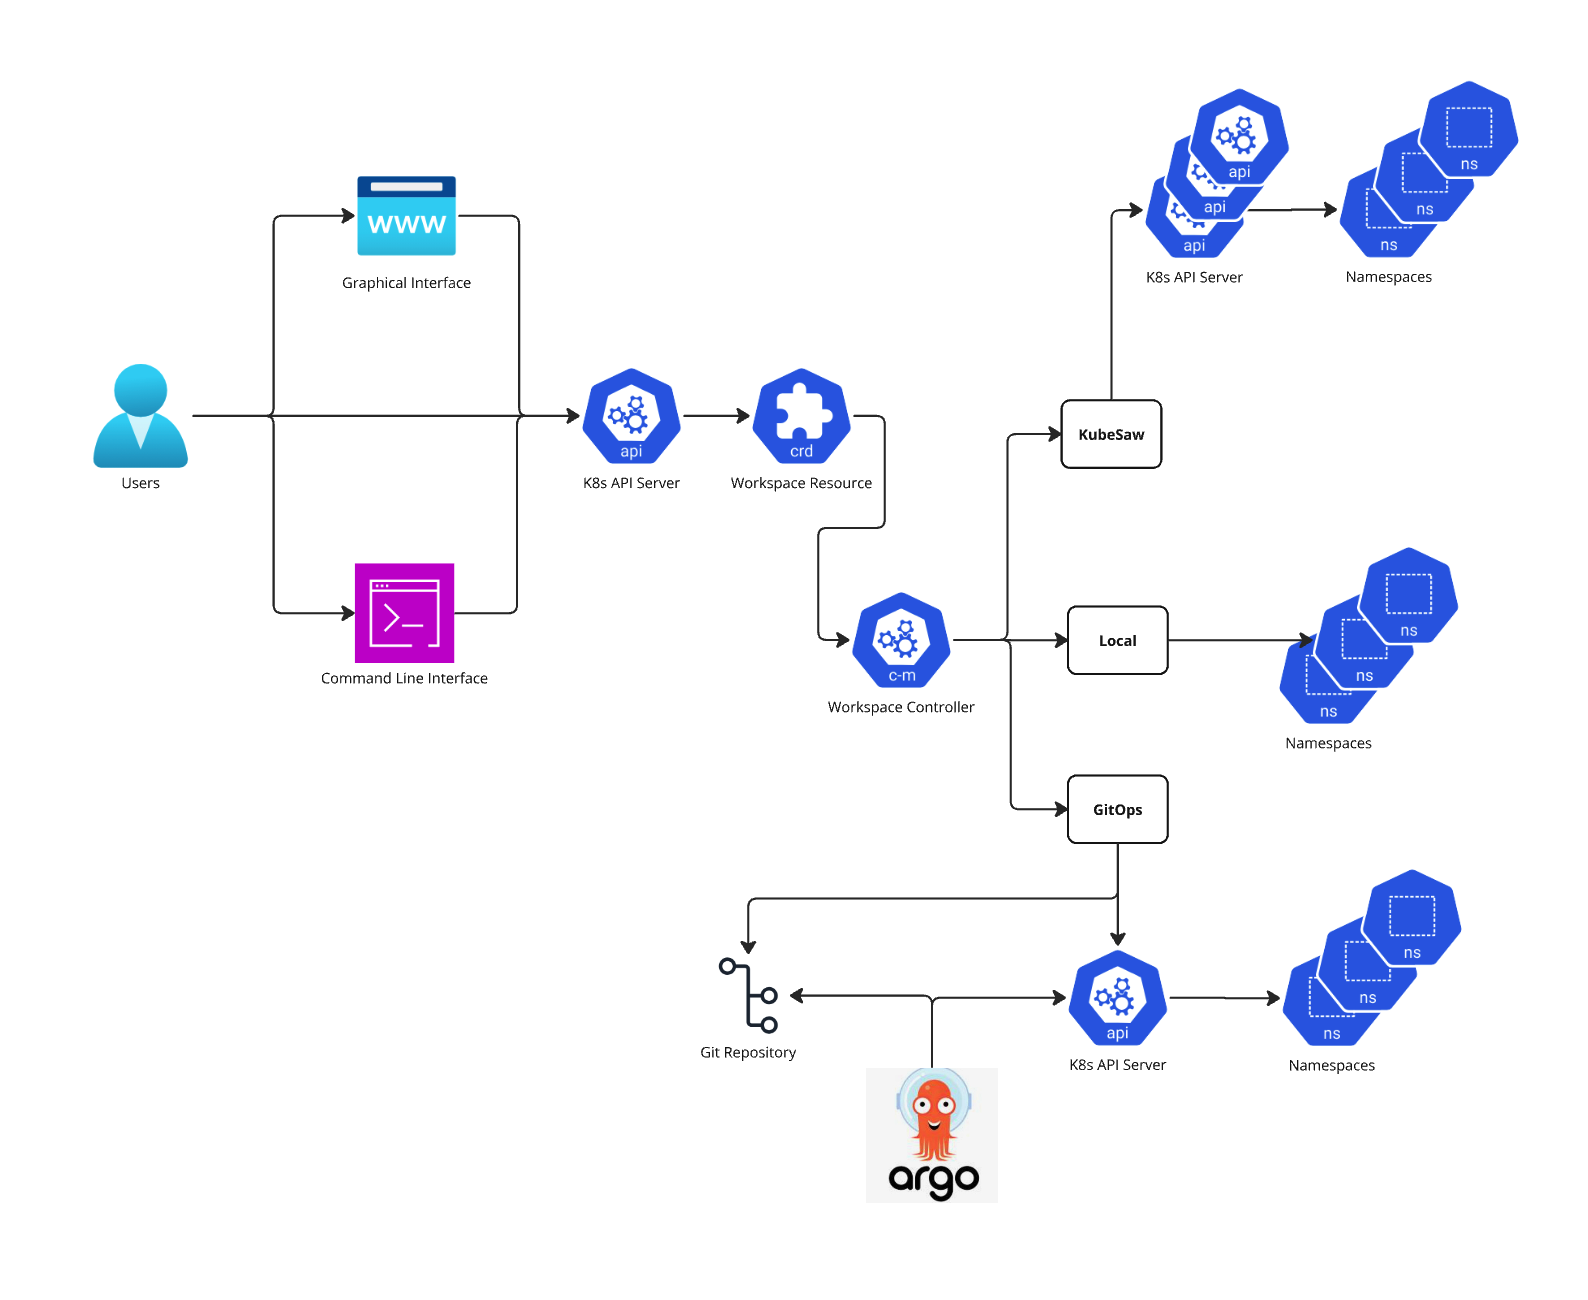 api
api
api
K8s API Server
ns
ns
ns
Namespaces
www
Graphical Interface
Users
api
K8s API Server
crd
Workspace Resource
KubeSaw
Command Line Interface
c-m
Workspace Controller
Local
ns
ns
ns
Namespaces
GitOps
Git Repository
api
K8s API Server
ns
ns
ns
Namespaces
argo